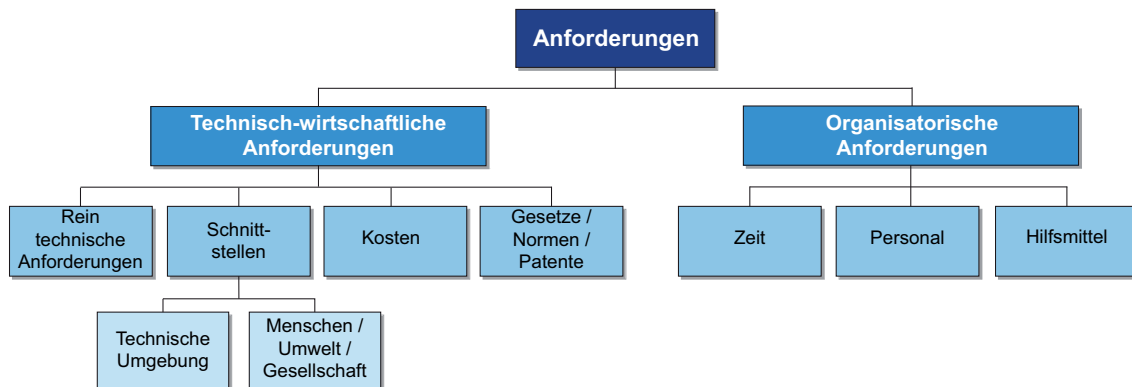 Anforderungen
Technisch-wirtschaftliche
Anforderungen
Organisatorische
Anforderungen
Rein
technische
Anforderungen
Schnitt-
stellen
Kosten
Gesetze /
Normen /
Patente
Zeit
Personal
Hilfsmittel
Technische
Umgebung
Menschen /
Umwelt /
Gesellschaft